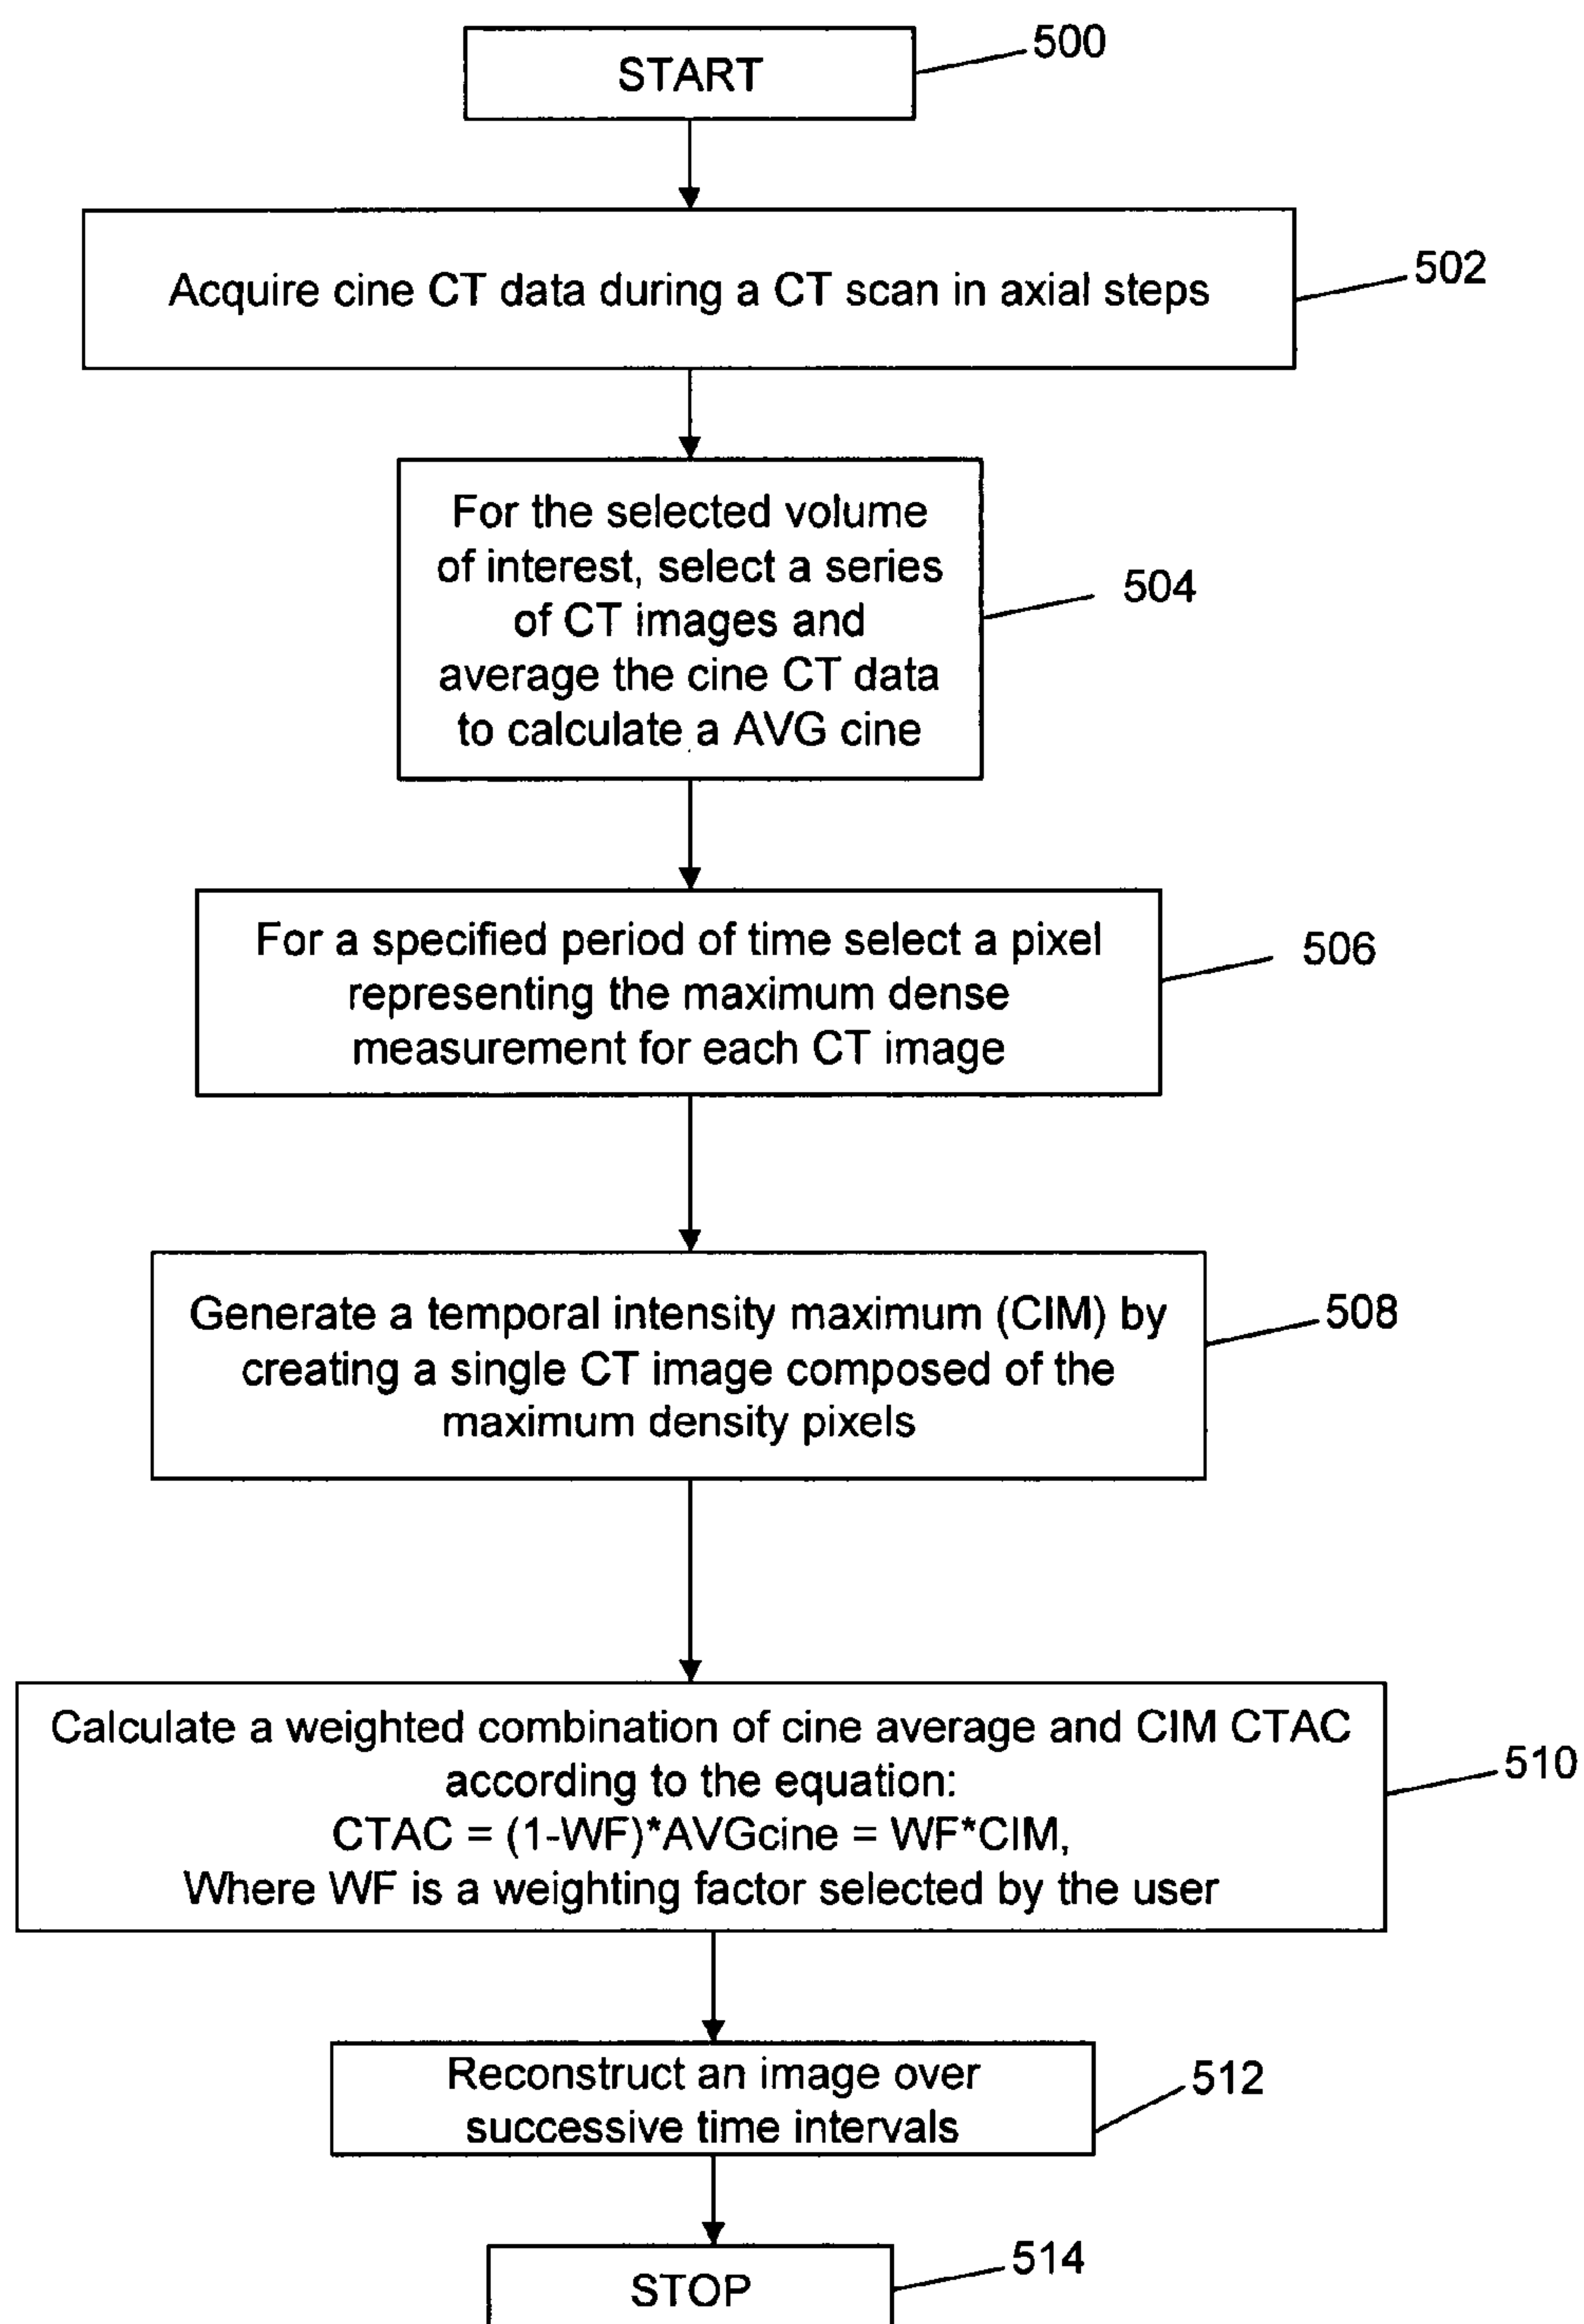 START
500
Acquire cine CT data during a CT scan in axial steps
502
For the selected volume
of interest, select a series
of CT images and
average the cine CT data
to calculate a AVG cine
504
For a specified period of time select a pixel
representing the maximum dense
measurement for each CT image
506
Generate a temporal intensity maximum (CIM) by
creating a single CT image composed of the
maximum density pixels
508
Calculate a weighted combination of cine average and CIM CTAC
according to the equation:
CTAC = (1-WF)*AVGcine = WF*CIM,
Where WF is a weighting factor selected by the user
510
Reconstruct an image over
successive time intervals
512
STOP
514